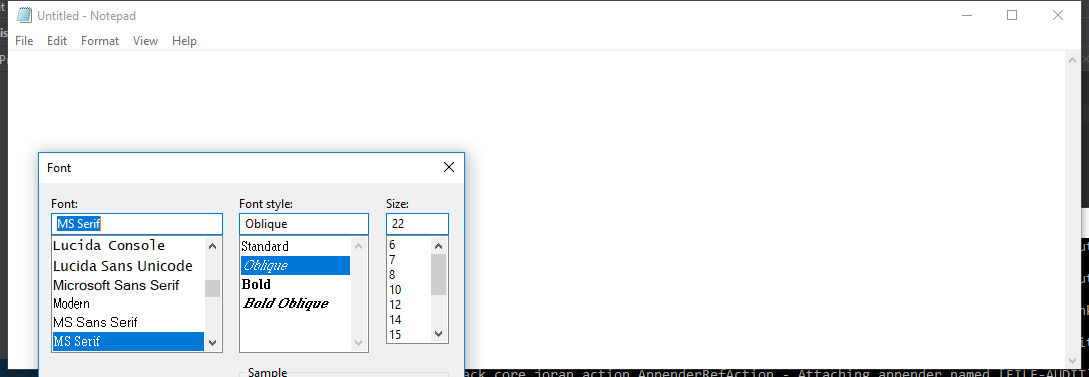 Untitled - Notepad
File Edit Format View Help
Font
Font: Font style: Size:
MS Serif Oblique 22
Lucida Console
Lucida Sans Unicode
Microsoft Sans Serif
Modern
MS Sans Serif
MS Serif
Standard
Oblique
Bold
Bold Oblique
6
7
8
10
12
14
15
Sample
ack.core.joran.action.AppenderRefAction - Attaching appender named [FILE-AUDIT